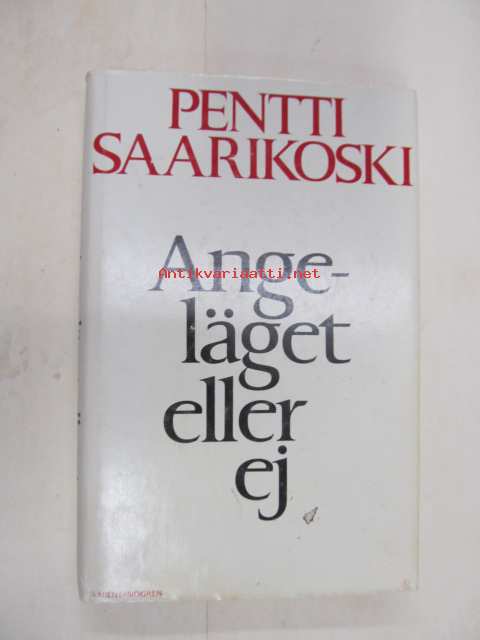 PENTTI
SAARIKOSKI
Ange-
Antikvariaatti.net
läget
eller
ej